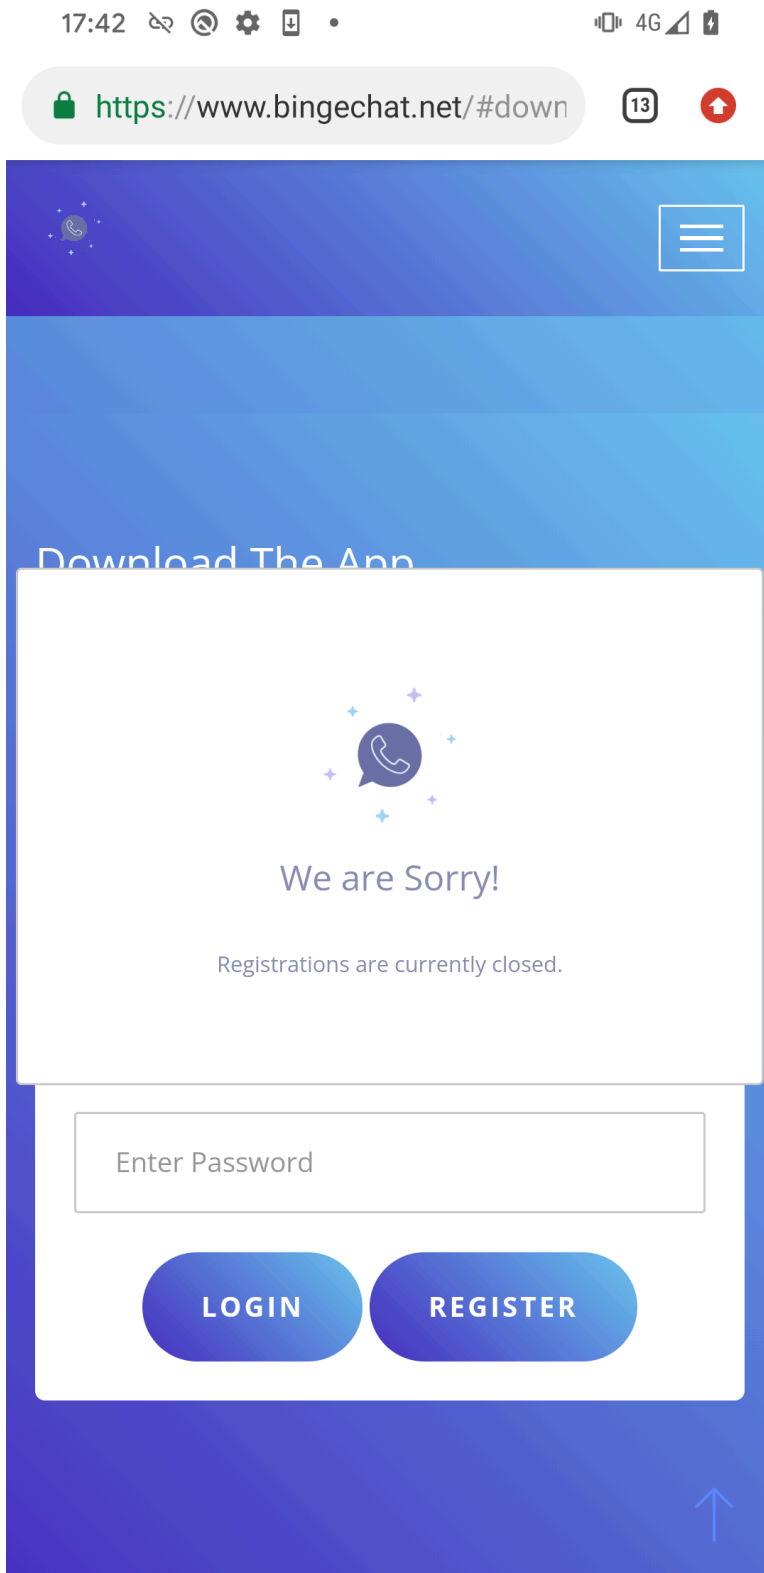 17:42 4G
https://www.bingechat.net/#down 13
Download The App
We are Sorry!
Registrations are currently closed.
Enter Password
LOGIN REGISTER